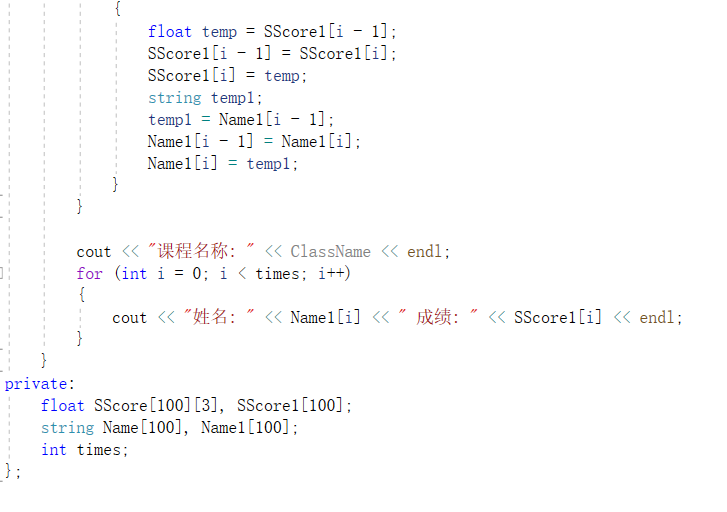 {
float temp = SScore1[i - 1];
SScore1[i - 1] = SScore1[i];
SScore1[i] = temp;
string temp1;
temp1 = Name1[i - 1];
Name1[i - 1] = Name1[i];
Name1[i] = temp1;
}
}
cout << "课程名称: " << ClassName << endl;
for (int i = 0; i < times; i++)
{
cout << "姓名: " << Name1[i] << " 成绩: " << SScore1[i] << endl;
}
}
private:
float SScore[100][3], SScore1[100];
string Name[100], Name1[100];
int times;
};